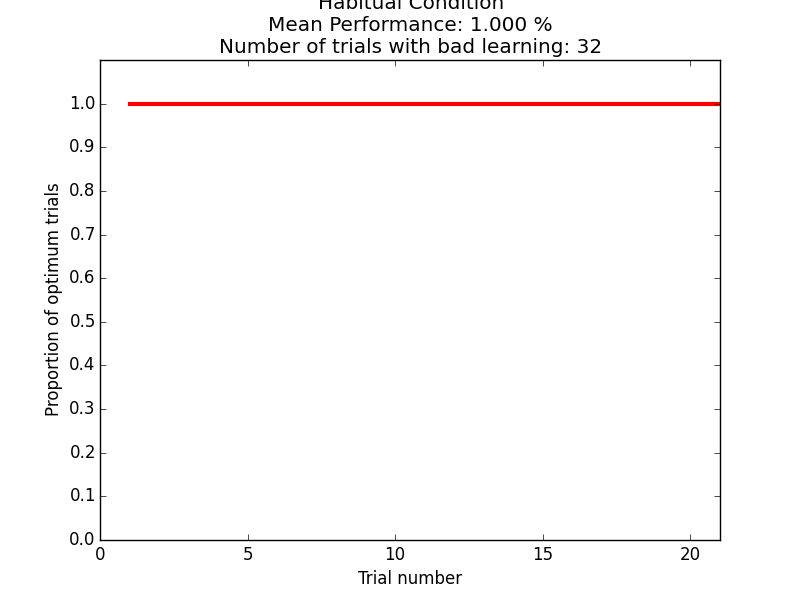 Habitual Condition
Mean Performance: 1.000 %
Number of trials with bad learning: 32
1.0
0.9
0.8
0.7
0.6
0.5
0.4
0.3
0.2
0.1
0.0
Proportion of optimum trials
0 5 10 15 20
Trial number